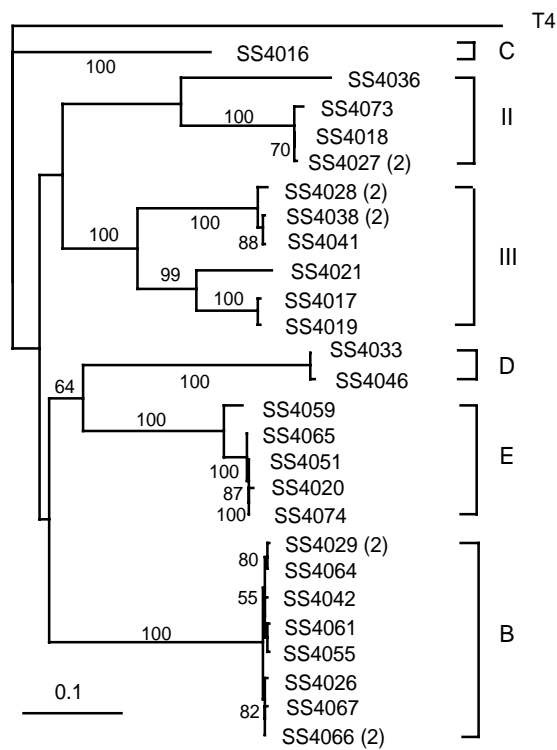 T4
SS4016 C
100
SS4036
SS4073
100 II
SS4018
70
SS4027 (2)
SS4028 (2)
100
SS4038 (2)
100
88 SS4041
III
99 SS4021
100 SS4017
SS4019
SS4033
D
64 100 SS4046
SS4059
100
SS4065
SS4051
100 E
87 SS4020
100 SS4074
SS4029 (2)
80
SS4064
55 SS4042
SS4061
100 B
SS4055
SS4026
0.1
82 SS4067
SS4066 (2)